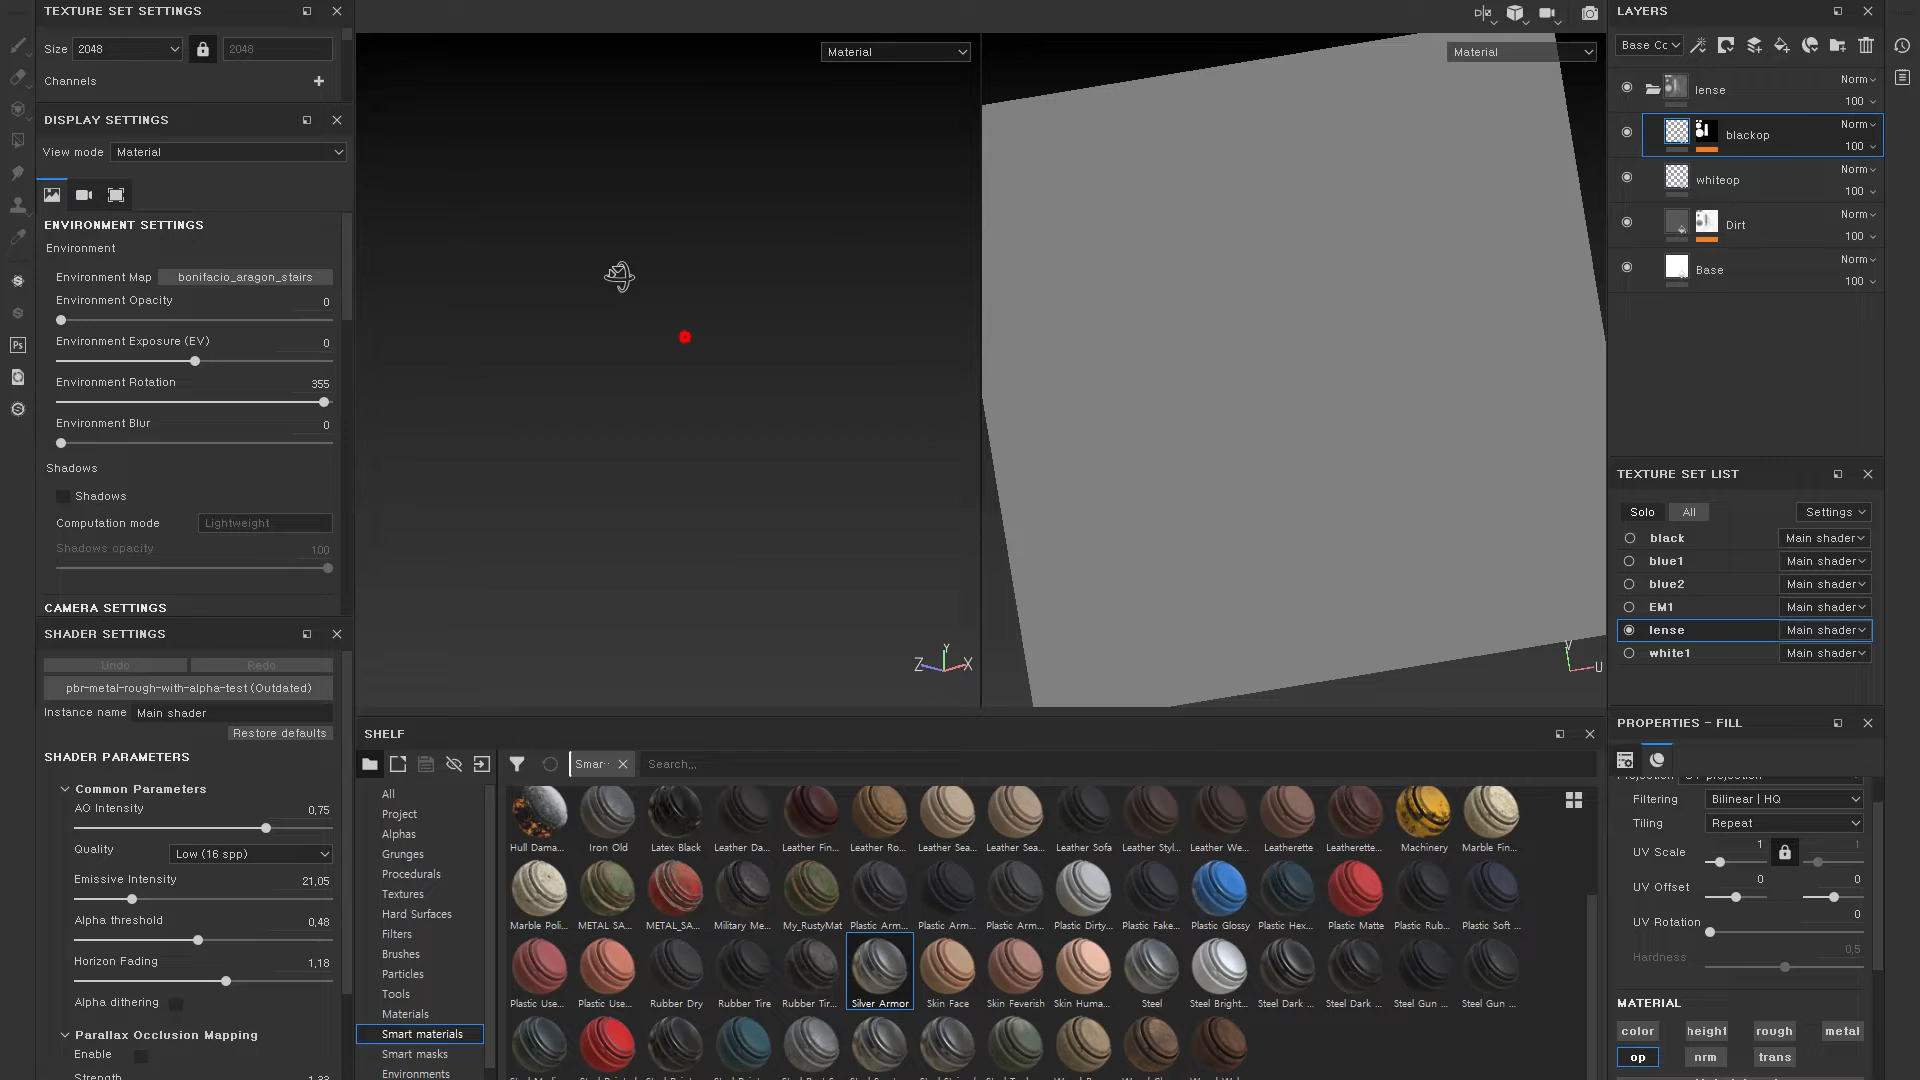 TEXTURE SET SETTINGS
Size 2048 2048
Channels
DISPLAY SETTINGS
View mode Material
ENVIRONMENT SETTINGS
Environment
Environment Map bonifacio_aragon_stairs
Environment Opacity 0
Environment Exposure (EV) 0
Environment Rotation 355
Environment Blur 0
Shadows
Shadows
Computation mode Lightweight
Shadows opacity 100
CAMERA SETTINGS
SHADER SETTINGS
Undo Redo
pbr-metal-rough-with-alpha-test (Outdated)
Instance name Main shader
Restore defaults
SHADER PARAMETERS
Common Parameters
AO Intensity 0,75
Quality Low (16 spp)
Emissive Intensity 21,05
Alpha threshold 0,48
Horizon Fading 1,18
Alpha dithering
Parallax Occlusion Mapping
Enable
Ps
Material
Material
Z Y X
V U
SHELF
Smar·· Search...
All
Project
Alphas
Grunges
Procedurals
Textures
Hard Surfaces
Filters
Brushes
Particles
Tools
Materials
Smart materials
Smart masks
Environments
Hull Dama... Iron Old Latex Black Leather Da... Leather Fin... Leather Ro... Leather Sea... Leather Sea... Leather Sofa Leather Styl... Leather We... Leatherette Leatherette... Machinery Marble Fin...
Marble Poli... METAL SA... METAL_SA... Military Me... My_RustyMat Plastic Arm... Plastic Arm... Plastic Arm... Plastic Dirty... Plastic Fake... Plastic Glossy Plastic Hex... Plastic Matte Plastic Rub... Plastic Soft ...
Plastic Use... Plastic Use... Rubber Dry Rubber Tire Rubber Tir... Silver Armor Skin Face Skin Feverish Skin Huma... Steel Steel Bright... Steel Dark ... Steel Dark ... Steel Gun ... Steel Gun ...
LAYERS
Base Cc
lense Norm 100
blackop Norm 100
whiteop Norm 100
Dirt Norm 100
Base Norm 100
TEXTURE SET LIST
Solo All Settings
black Main shader
blue1 Main shader
blue2 Main shader
EM1 Main shader
lense Main shader
white1 Main shader
PROPERTIES - FILL
Filtering Bilinear | HQ
Tiling Repeat
UV Scale 1 1
UV Offset 0 0
UV Rotation 0
Hardness 0,5
MATERIAL
color height rough metal
op nrm trans